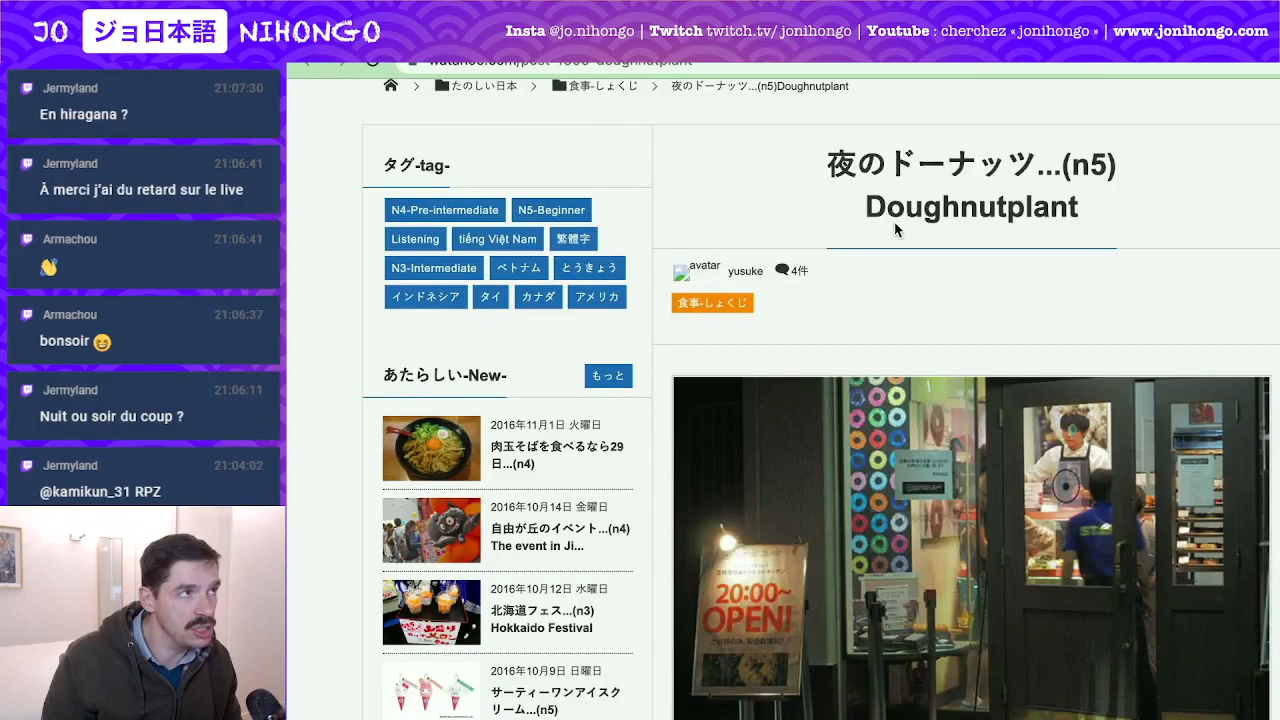 JO ジョ日本語 NIHONGO
Insta @jo.nihongo | Twitch twitch.tv/ jonihongo | Youtube : cherchez « jonihongo » | www.jonihongo.com
Jermyland 21:07:30
En hiragana ?
Jermyland 21:06:41
À merci j’ai du retard sur le live
Armachou 21:06:41
Armachou 21:06:37
bonsoir
Jermyland 21:06:11
Nuit ou soir du coup ?
Jermyland 21:04:02
@kamikun_31 RPZ
たのしい日本
食事-しょくじ
夜のドーナッツ...(n5)Doughnutplant
タグ-tag-
N4-Pre-intermediate
N5-Beginner
Listening
tiếng Việt Nam
繁體字
N3-Intermediate
ベトナム
とうきょう
インドネシア
タイ
カナダ
アメリカ
あたらしい-New-
もっと
2016年11月1日 火曜日
肉玉そばを食べるなら29
日...(n4)
2016年10月14日 金曜日
自由が丘のイベント...(n4)
The event in Ji...
2016年10月12日 水曜日
北海道フェス...(n3)
Hokkaido Festival
2016年10月9日 日曜日
サーティーワンアイスク
リーム...(n5)
夜のドーナッツ...(n5)
Doughnutplant
avatar
yusuke
4件
食事-しょくじ
20:00~
OPEN!